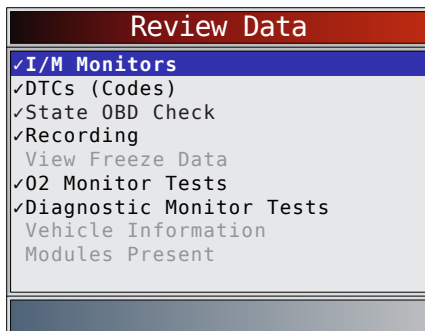 Review Data
✓I/M Monitors
✓DTCs (Codes)
✓State OBD Check
✓Recording
View Freeze Data
✓O2 Monitor Tests
✓Diagnostic Monitor Tests
Vehicle Information
Modules Present